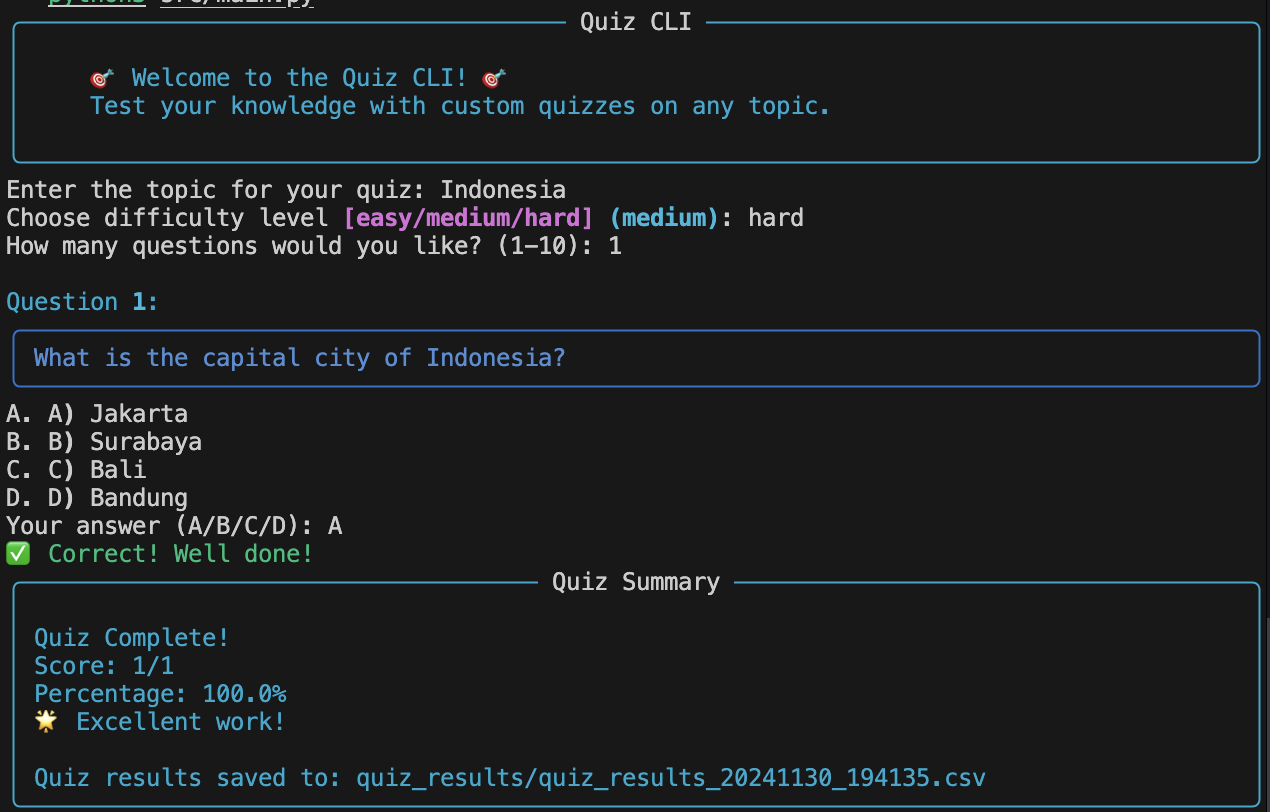 python3 src/main.py
Quiz CLI
🎯 Welcome to the Quiz CLI! 🎯
Test your knowledge with custom quizzes on any topic.
Enter the topic for your quiz: Indonesia
Choose difficulty level [easy/medium/hard] (medium): hard
How many questions would you like? (1-10): 1
Question 1:
What is the capital city of Indonesia?
A. A) Jakarta
B. B) Surabaya
C. C) Bali
D. D) Bandung
Your answer (A/B/C/D): A
✅ Correct! Well done!
Quiz Summary
Quiz Complete!
Score: 1/1
Percentage: 100.0%
🌟 Excellent work!
Quiz results saved to: quiz_results/quiz_results_20241130_194135.csv